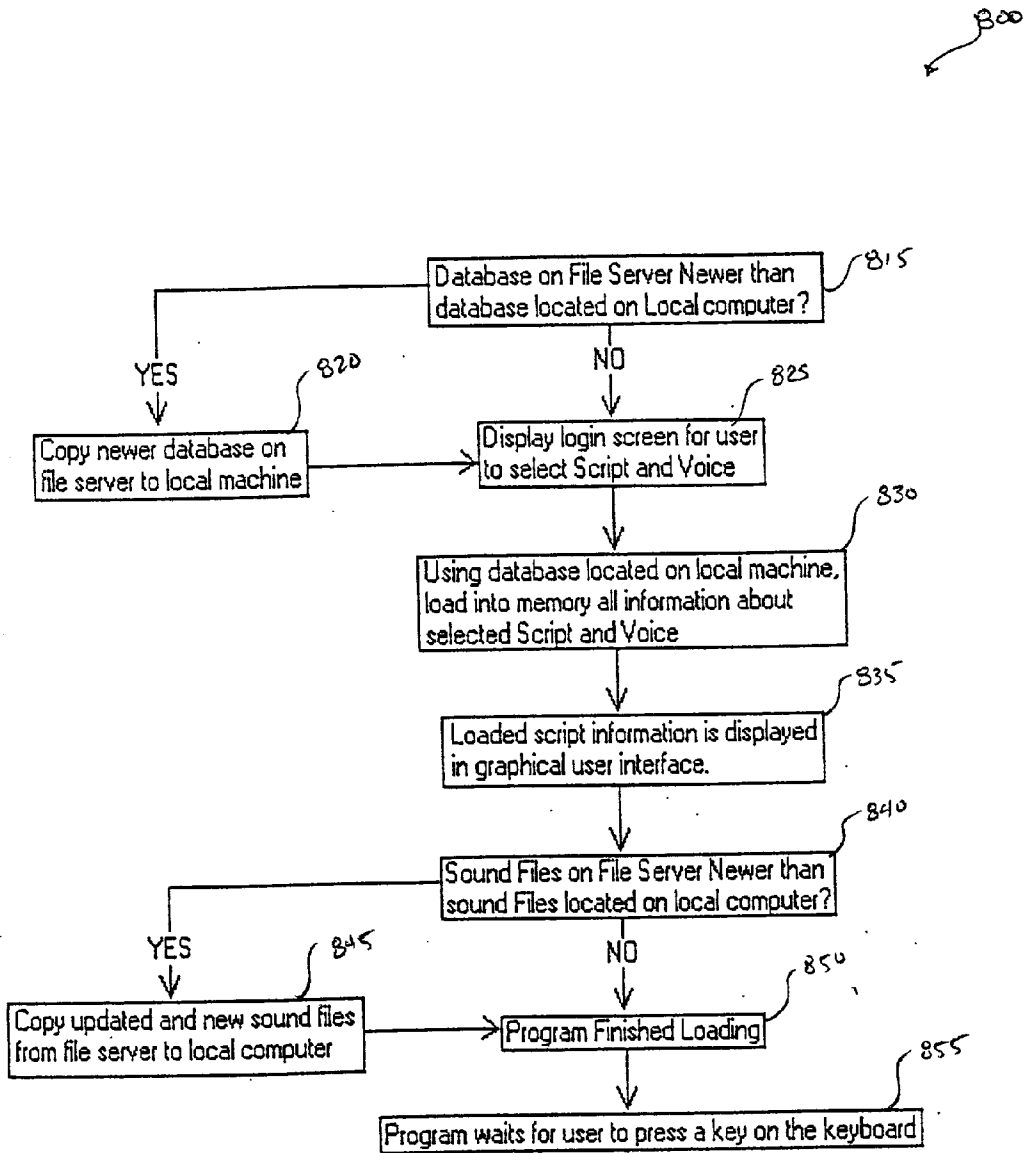 800
Database on File Server Newer than
database located on Local computer?
815
YES
NO
820
825
Copy newer database on
file server to local machine
Display login screen for user
to select Script and Voice
830
Using database located on local machine,
load into memory all information about
selected Script and Voice
835
Loaded script information is displayed
in graphical user interface.
840
Sound Files on File Server Newer than
sound Files located on local computer?
YES
NO
845
850
Copy updated and new sound files
from file server to local computer
Program Finished Loading
855
Program waits for user to press a key on the keyboard